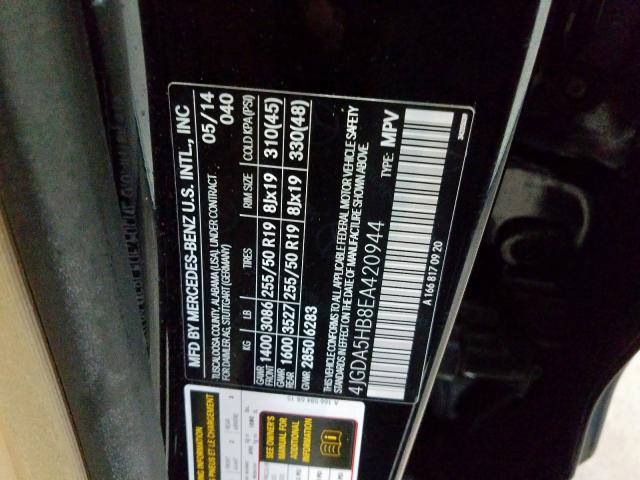 MFD BY MERCEDES-BENZ U.S. INTL., INC
TUSCALOOSA COUNTY, ALABAMA (USA), UNDER CONTRACT
FOR DAIMLER AG, STUTTGART (GERMANY)
05/14
040
KG LB TIRES RIM SIZE COLD KPA(PSI)
GAWR FRONT 1400 3086 255/50 R19 8Jx19 310(45)
GAWR REAR 1600 3527 255/50 R19 8Jx19 330(48)
GVWR 2850 6283
THIS VEHICLE CONFORMS TO ALL APPLICABLE FEDERAL MOTOR VEHICLE SAFETY
STANDARDS IN EFFECT ON THE DATE OF MANUFACTURE SHOWN ABOVE.
4JGDA5HB8EA420944 TYPE: MPV
A 166 817 09 20
SEE OWNER'S
MANUAL FOR
ADDITIONAL
INFORMATION